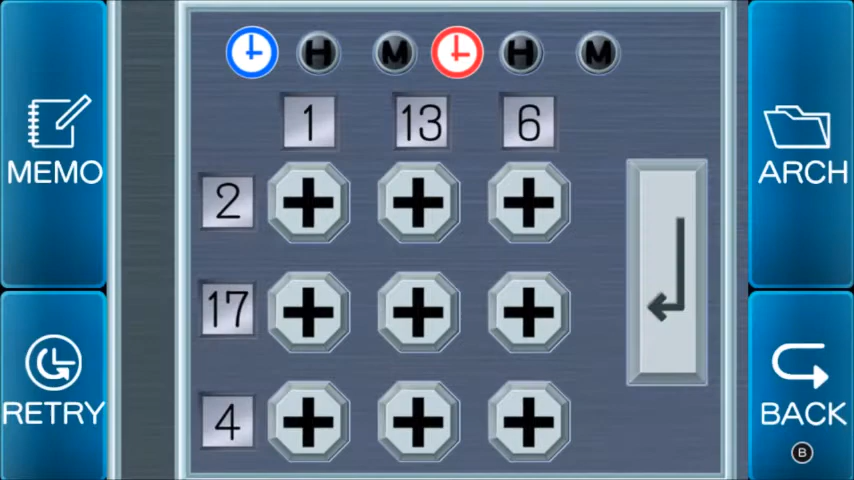 H M H M
1 13 6
MEMO
ARCH
2 + + +
17 + + +
RETRY
BACK
4 + + +
B